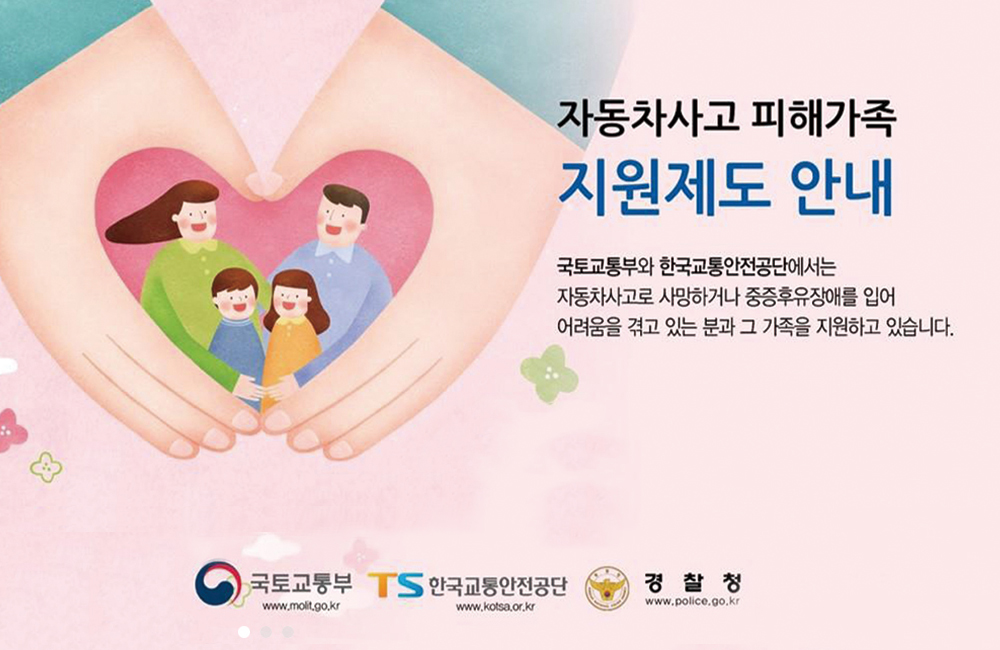 자동차사고 피해가족
지원제도 안내
국토교통부와 한국교통안전공단에서는
자동차사고로 사망하거나 중증후유장애를 입어
어려움을 겪고 있는 분과 그 가족을 지원하고 있습니다.
국토교통부
www.molit.go.kr
TS 한국교통안전공단
www.kotsa.or.kr
경찰청
www.police.go.kr